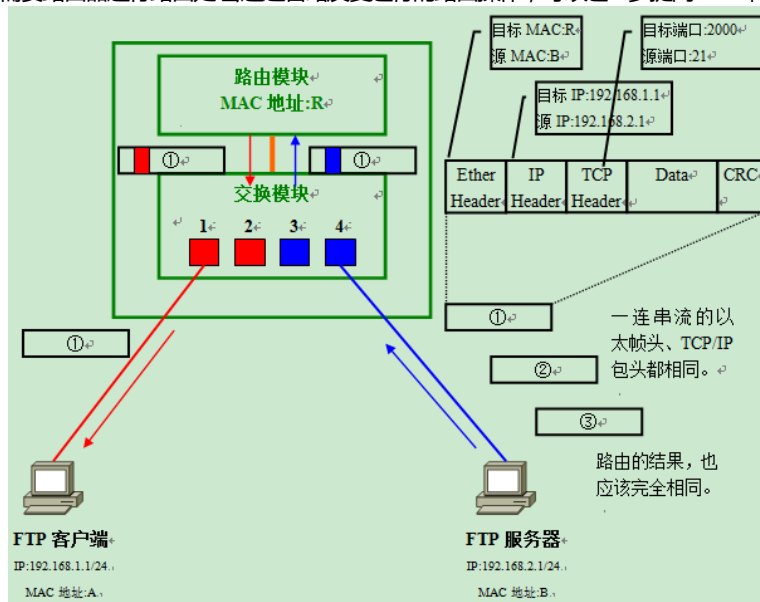 目标 MAC:R
源 MAC:B
目标端口:2000
源端口:21
目标 IP:192.168.1.1
源 IP:192.168.2.1
路由模块
MAC 地址:R
①
①
交换模块
1 2 3 4
Ether Header
IP Header
TCP Header
Data
CRC
①
①
②
③
一连串流的以
太帧头、TCP/IP
包头都相同。
路由的结果，也
应该完全相同。
FTP 客户端
IP:192.168.1.1/24
MAC 地址:A
FTP 服务器
IP:192.168.2.1/24
MAC 地址:B